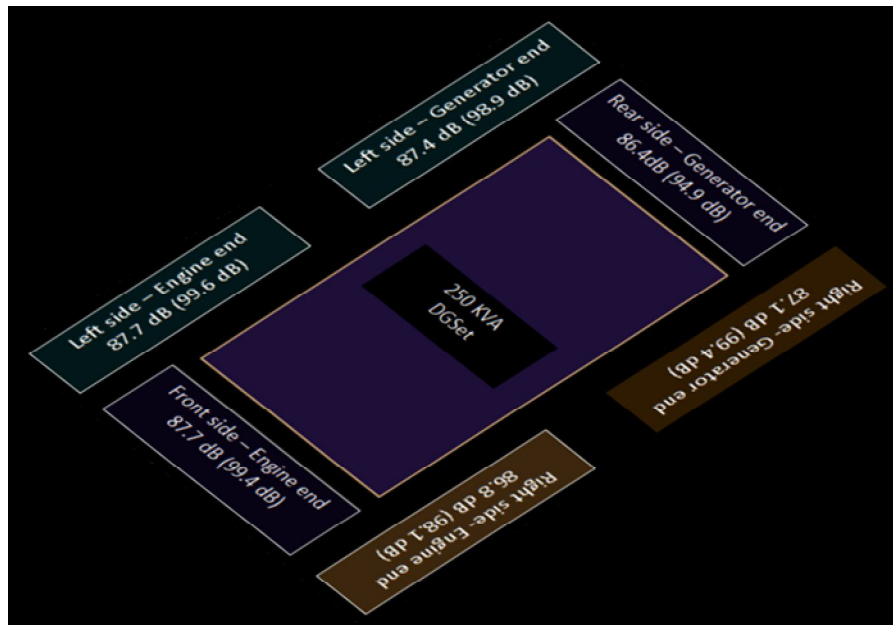 Left side – Generator end
87.4 dB (98.9 dB)
Rear side – Generator end
86.4dB (94.9 dB)
Left side – Engine end
87.7 dB (99.6 dB)
250 KVA
DGSet
Right side-Generator end
87.1 dB (99.4 dB)
Front side – Engine end
87.7 dB (99.4 dB)
Right side- Engine end
86.8 dB (98.1 dB)